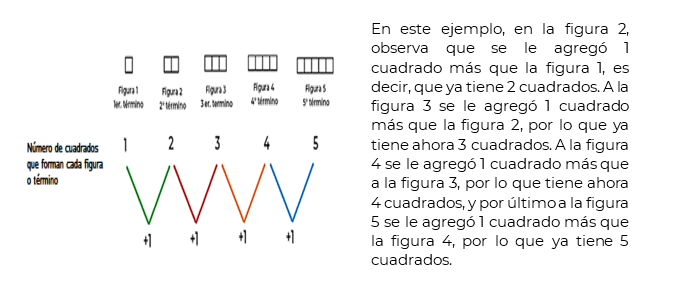 Figura 1 Figura 2 Figura 3 Figura 4 Figura 5
1er. término 2° término 3er. termino 4° término 5° término
Número de cuadrados
que forman cada figura
o término
1 2 3 4 5
+1 +1 +1 +1
En este ejemplo, en la figura 2,
observa que se le agregó 1
cuadrado más que la figura 1, es
decir, que ya tiene 2 cuadrados. A la
figura 3 se le agregó 1 cuadrado
más que la figura 2, por lo que ya
tiene ahora 3 cuadrados. A la figura
4 se le agregó 1 cuadrado más que
a la figura 3, por lo que tiene ahora
4 cuadrados, y por último a la figura
5 se le agregó 1 cuadrado más que
la figura 4, por lo que ya tiene 5
cuadrados.